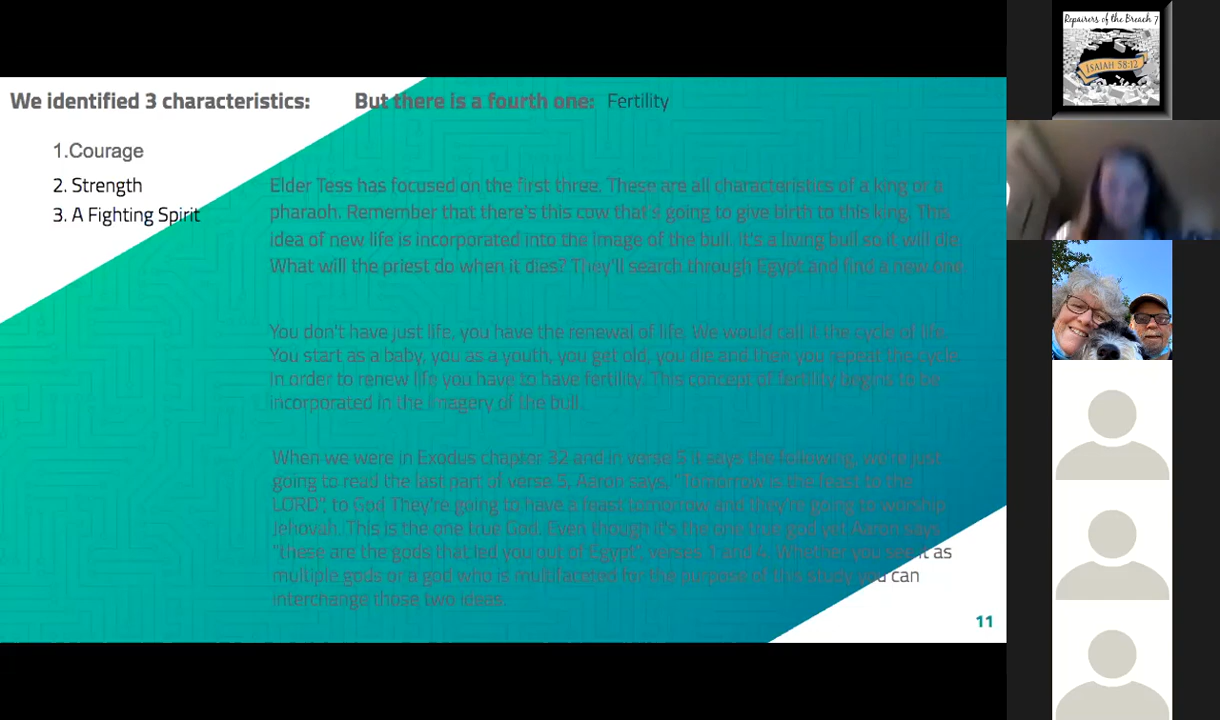 We identified 3 characteristics:
But there is a fourth one: Fertility
1.Courage
2. Strength
3. A Fighting Spirit
Elder Tess has focused on the first three. These are all characteristics of a king or a
pharaoh. Remember that there's this cow that's going to give birth to this king. This
idea of new life is incorporated into the image of the bull. It's a living bull so it will die.
What will the priest do when it dies? They'll search through Egypt and find a new one.
You don't have just life, you have the renewal of life. We would call it the cycle of life.
You start as a baby, you as a youth, you get old, you die and then you repeat the cycle.
In order to renew life you have to have fertility. This concept of fertility begins to be
incorporated in the imagery of the bull.
When we were in Exodus chapter 32 and in verse 5 it says the following, we're just
going to read the last part of verse 5, Aaron says, "Tomorrow is the feast to the
LORD", to God They're going to have a feast tomorrow and they're going to worship
Jehovah. This is the one true God. Even though it's the one true god yet Aaron says
"these are the gods that led you out of Egypt", verses 1 and 4. Whether you see it as
multiple gods or a god who is multifaceted for the purpose of this study you can
interchange those two ideas.
11
Repairers of the Breach 7
ISAIAH 58:12